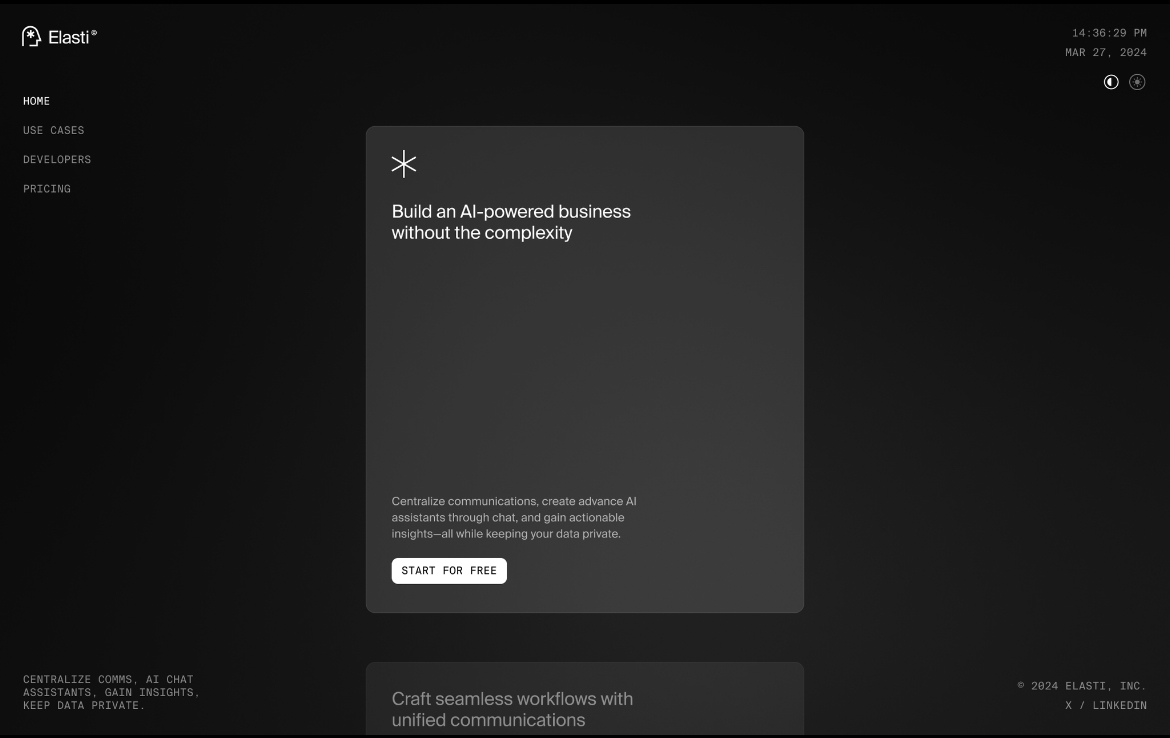 Elasti®
14:36:29 PM
MAR 27, 2024
HOME
USE CASES
DEVELOPERS
PRICING
Build an AI-powered business
without the complexity
Centralize communications, create advance AI
assistants through chat, and gain actionable
insights—all while keeping your data private.
START FOR FREE
Craft seamless workflows with
unified communications
CENTRALIZE COMMS, AI CHAT
ASSISTANTS, GAIN INSIGHTS,
KEEP DATA PRIVATE.
© 2024 ELASTI, INC.
X / LINKEDIN